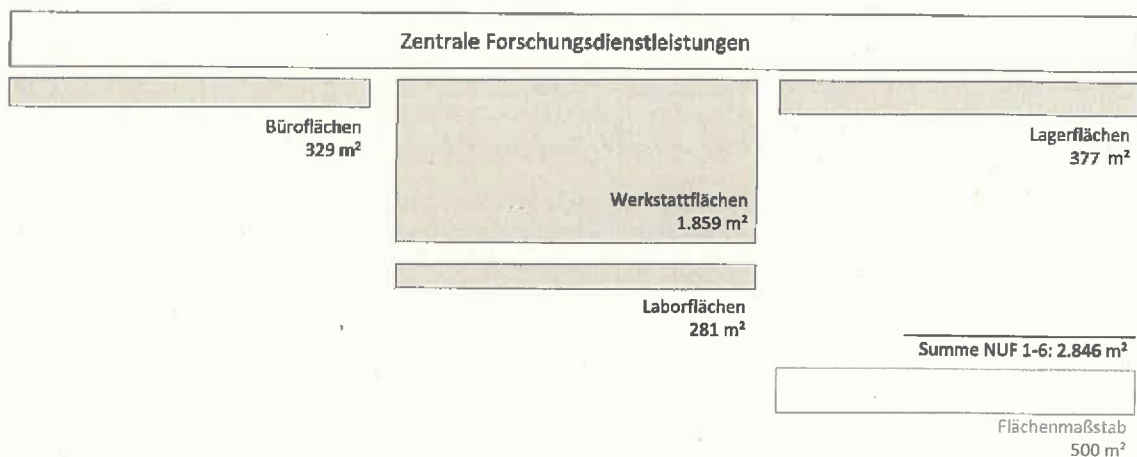 Zentrale Forschungsdienstleistungen
Büroflächen
329 m²
Werkstattflächen
1.859 m²
Lagerflächen
377 m²
Laborflächen
281 m²
Summe NUF 1-6: 2.846 m²
Flächenmaßstab
500 m²